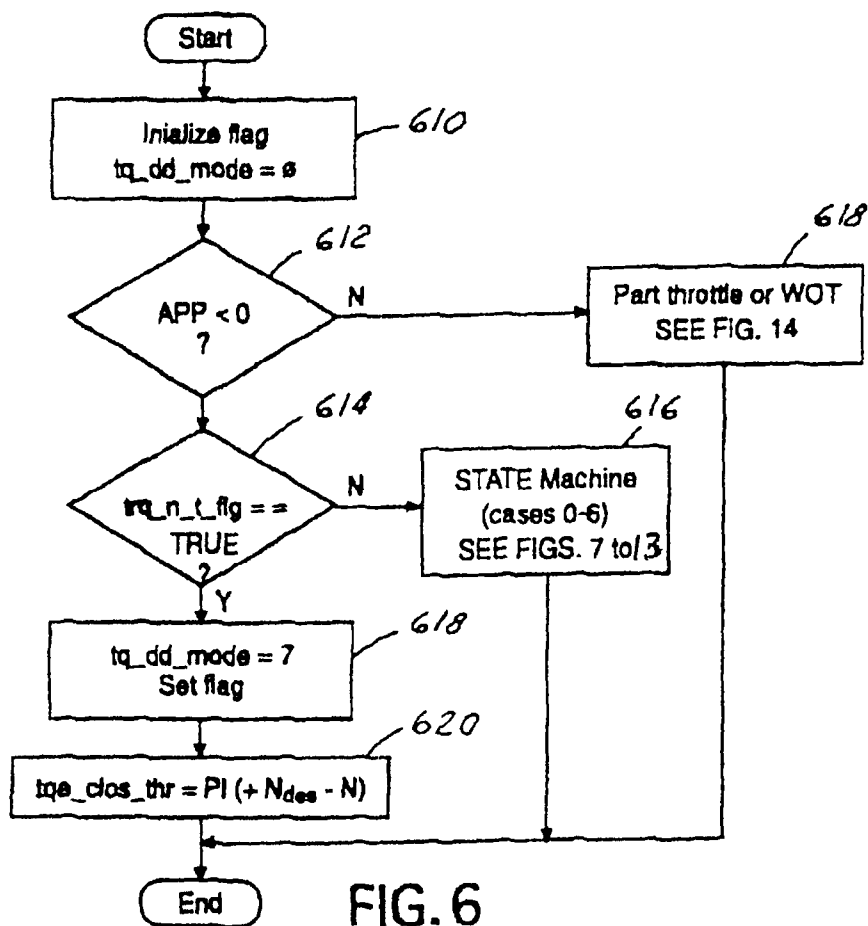 Start
Inialize flag
tq_dd_mode = ø
610
APP < 0
?
612
N
Part throttle or WOT
SEE FIG. 14
618
trq_n_t_flg ==
TRUE
?
614
N
STATE Machine
(cases 0-6)
SEE FIGS. 7 to 13
616
Y
tq_dd_mode = 7
Set flag
618
tqe_clos_thr = PI (+ Ndes - N)
620
End
FIG. 6